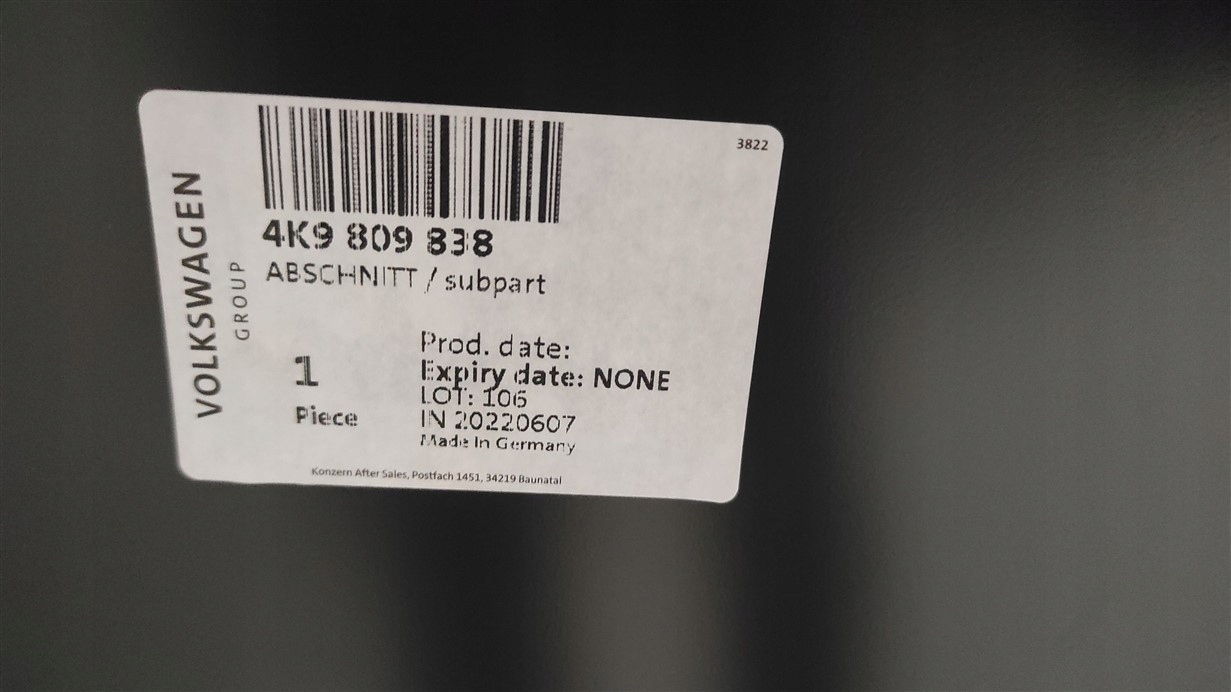 3822
VOLKSWAGEN
GROUP
4K9 809 838
ABSCHNITT / subpart
1
Piece
Prod. date:
Expiry date: NONE
LOT: 106
IN 20220607
Made In Germany
Konzern After Sales, Postfach 1451, 34219 Baunatal